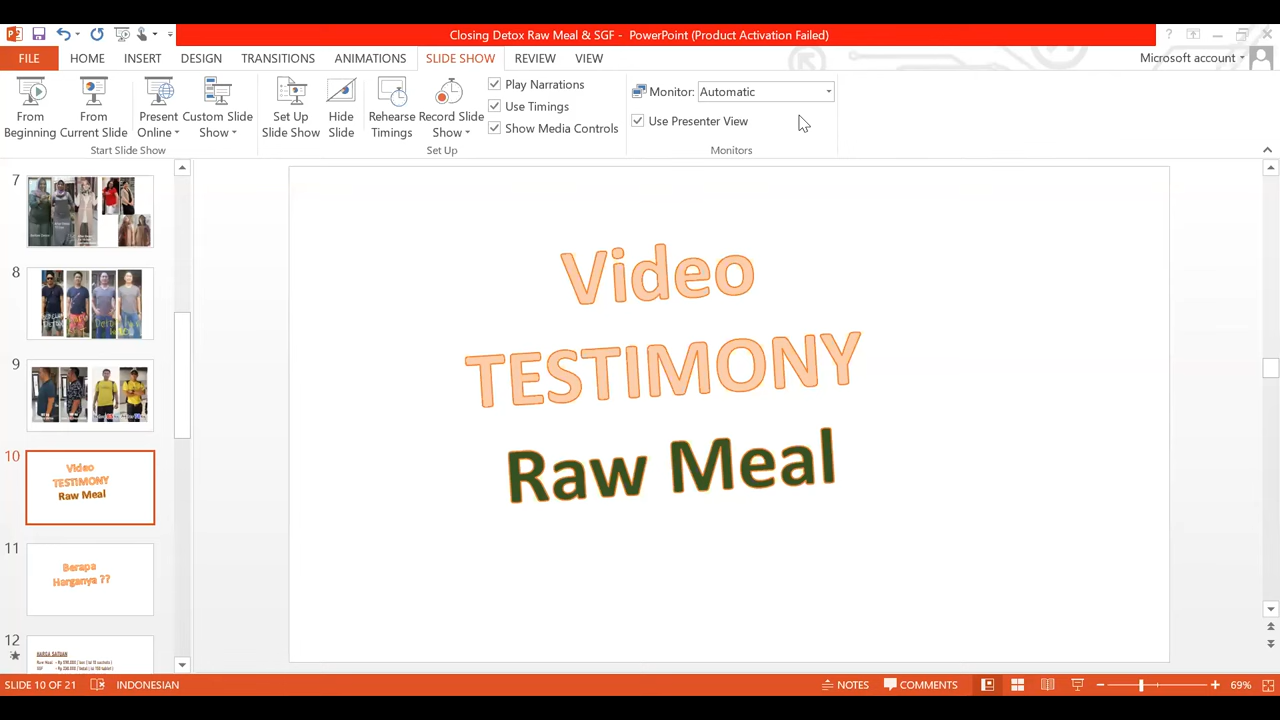 Closing Detox Raw Meal & SGF - PowerPoint (Product Activation Failed)
FILE HOME INSERT DESIGN TRANSITIONS ANIMATIONS SLIDE SHOW REVIEW VIEW
Microsoft account
From Beginning
From Current Slide
Present Online
Custom Slide Show
Set Up Slide Show
Hide Slide
Rehearse Timings
Record Slide Show
Play Narrations
Use Timings
Show Media Controls
Monitor: Automatic
Use Presenter View
Start Slide Show
Set Up
Monitors
7
8
9
10
Video
TESTIMONY
Raw Meal
11
Berapa
Harganya ??
12
HARGA SATUAN
Video
TESTIMONY
Raw Meal
SLIDE 10 OF 21 INDONESIAN NOTES COMMENTS 69%